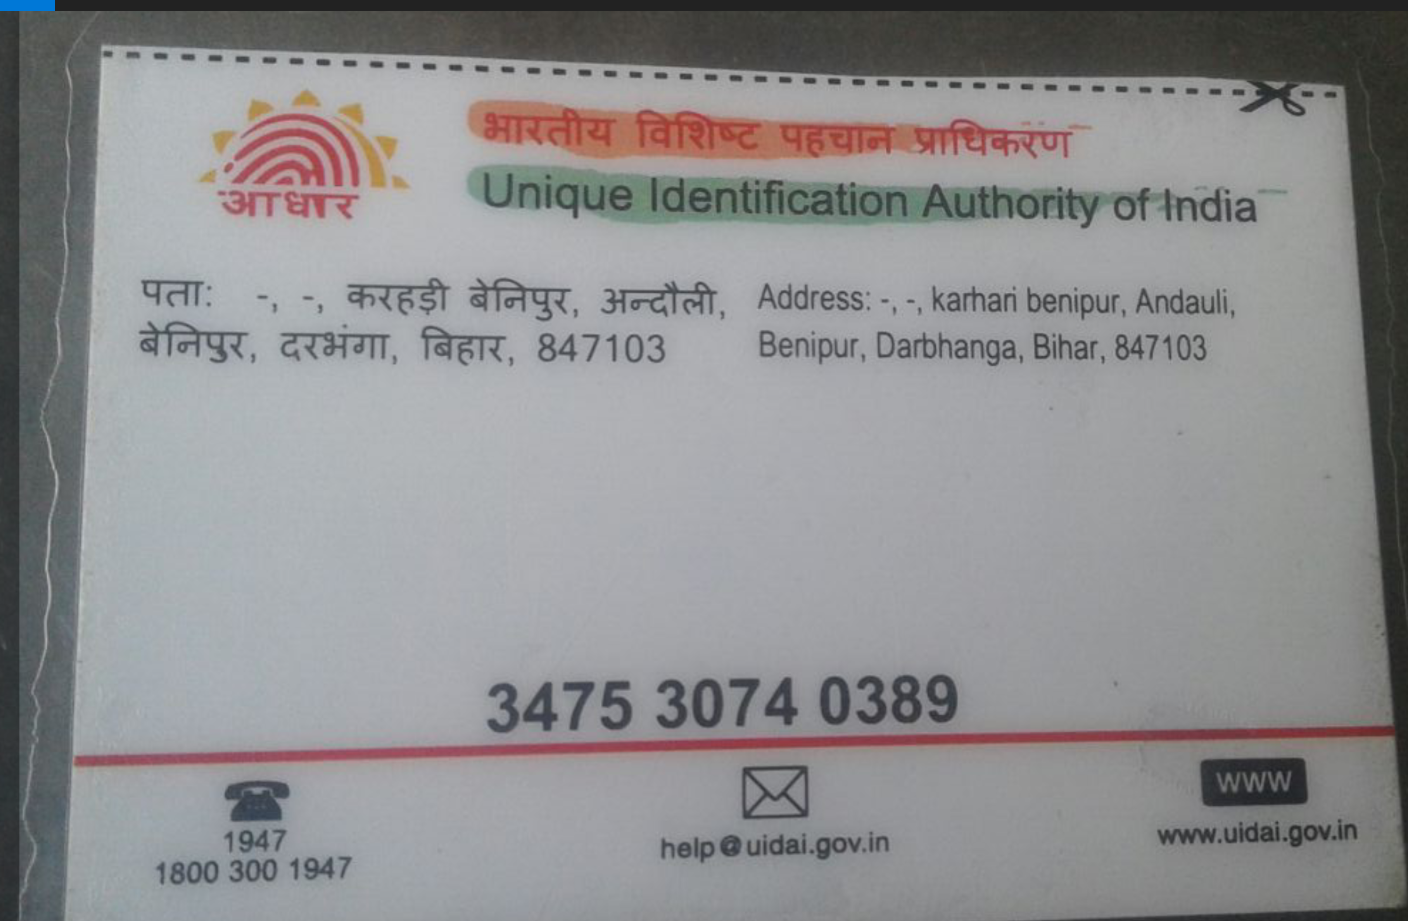 आधार
भारतीय विशिष्ट पहचान प्राधिकरण
Unique Identification Authority of India
पता: -, -, करहड़ी बेनिपुर, अन्दौली,
बेनिपुर, दरभंगा, बिहार, 847103
Address: -, -, karhari benipur, Andauli,
Benipur, Darbhanga, Bihar, 847103
3475 3074 0389
1947
1800 300 1947
help@uidai.gov.in
www
www.uidai.gov.in